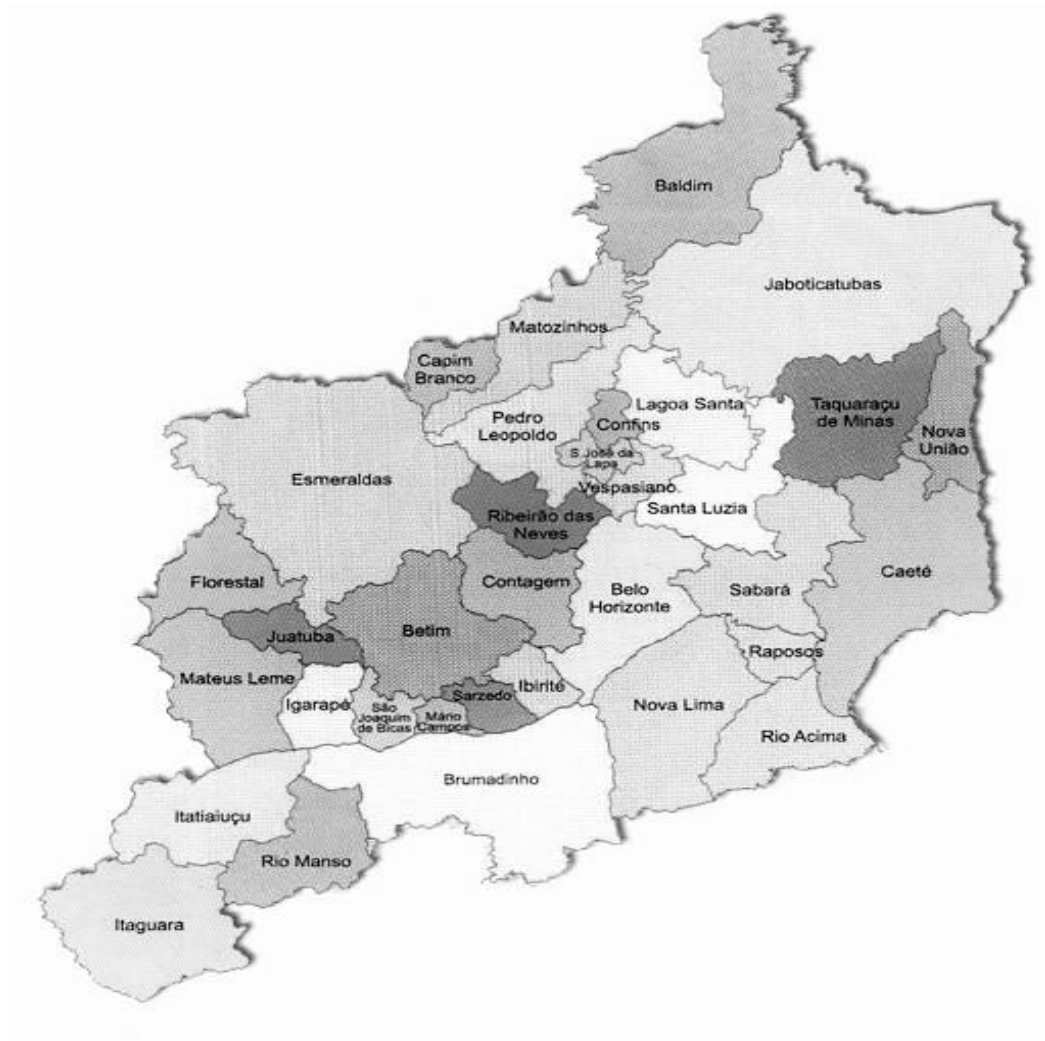 Baldim
Jaboticatubas
Matozinhos
Capim
Branco
Lagoa Santa
Taquaraçu
de Minas
Pedro
Leopoldo
Confins
Nova
União
S. José da
Lapa
Esmeraldas
Vespasiano.
Santa Luzia
Ribeirão das
Neves
Caeté
Florestal
Contagem
Belo
Horizonte
Sabará
Betim
Juatuba
Raposos
Mateus Leme
Ibirité
Sarzedo
Igarapé
São
Joaquim
de Bicas
Mário
Campos
Nova Lima
Rio Acima
Brumadinho
Itatiaiuçu
Rio Manso
Itaguara